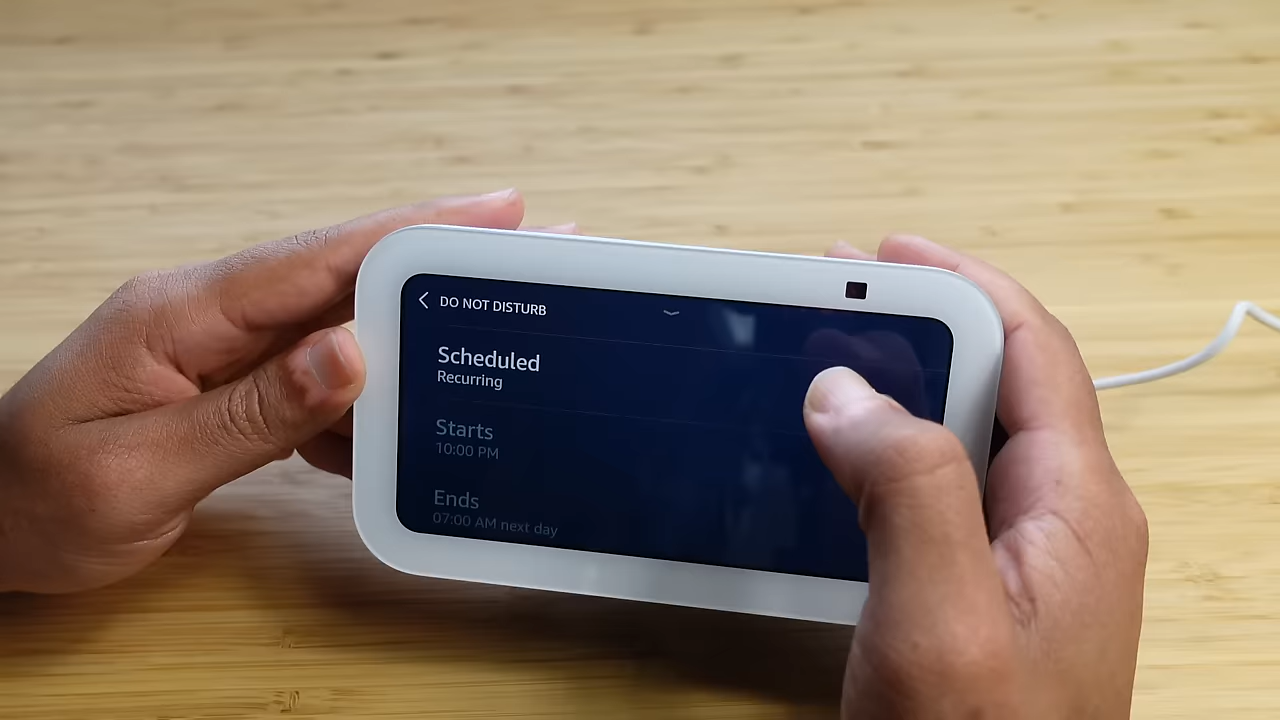 DO NOT DISTURB
Scheduled
Recurring
Starts
10:00 PM
Ends
07:00 AM next day